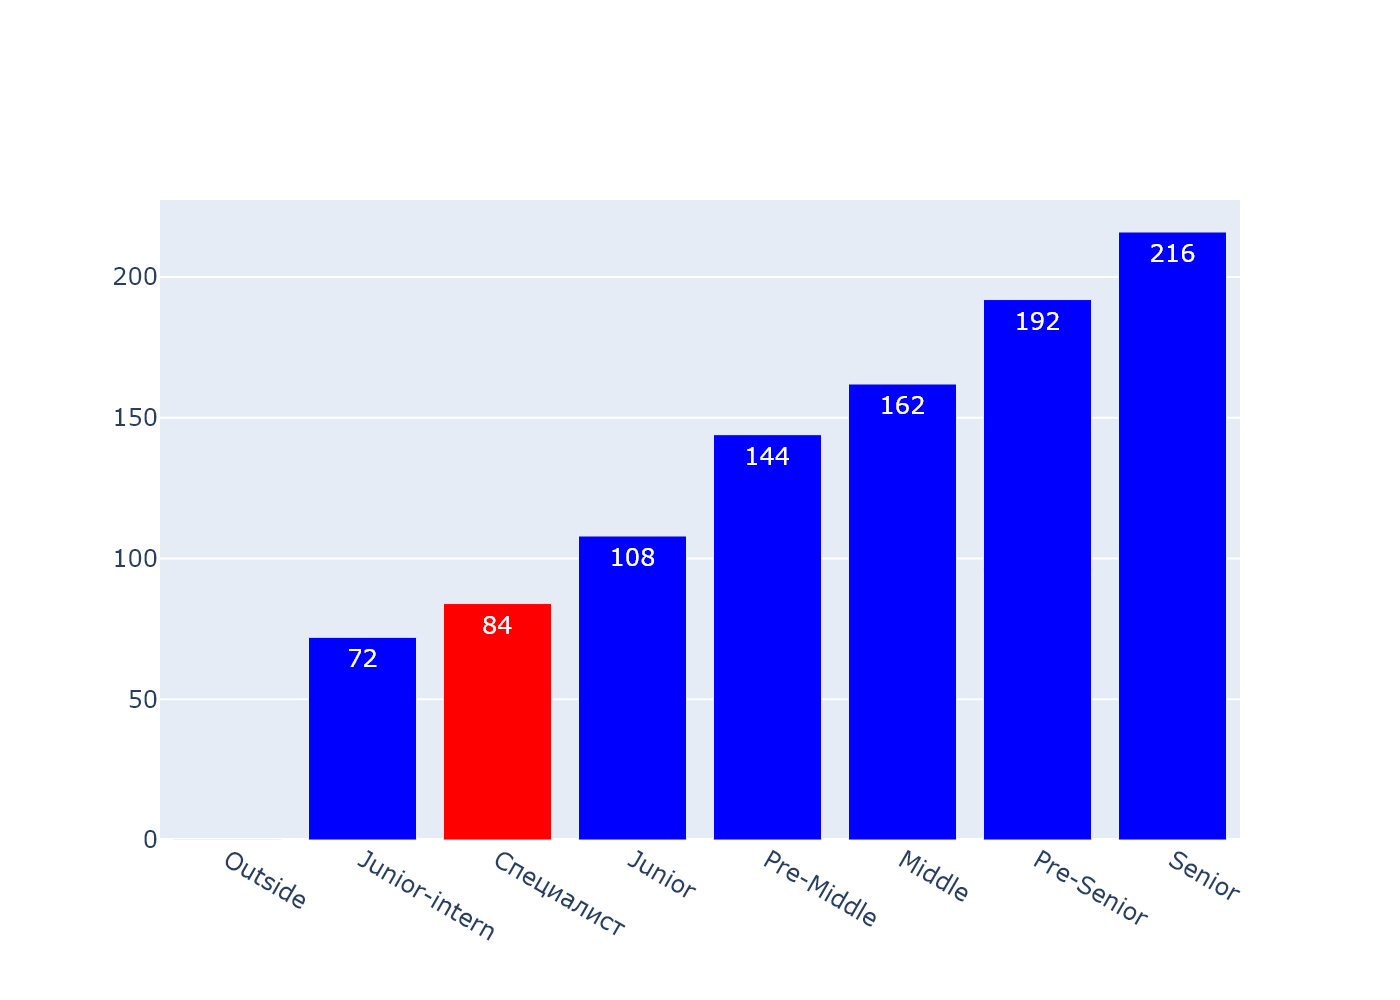 216
200
192
162
150
144
108
100
84
72
50
0
Outside
Junior-intern
Специалист
Junior
Pre-Middle
Middle
Pre-Senior
Senior